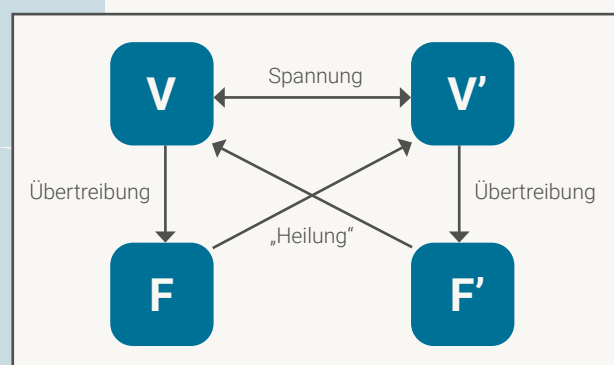 Spannung
V
V’
Übertreibung
Übertreibung
„Heilung“
F
F’